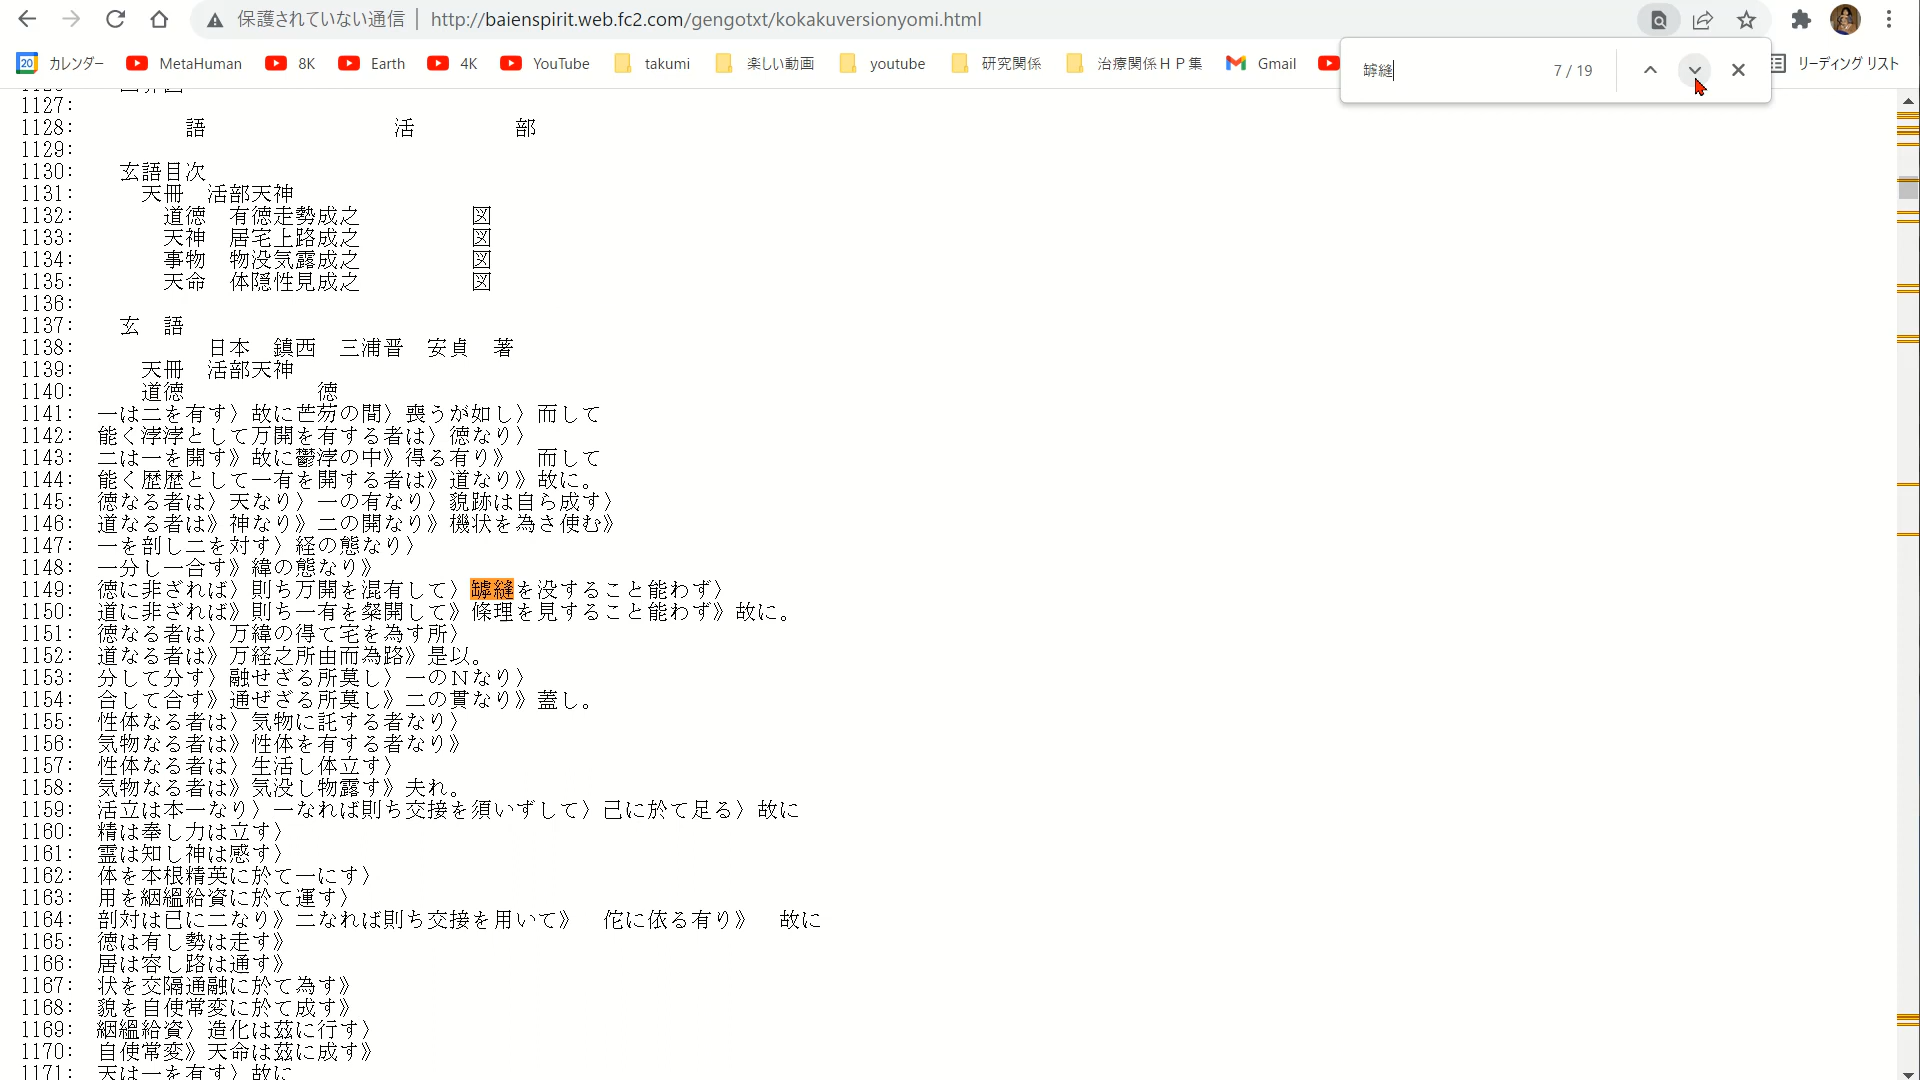 保護されていない通信 | http://baienspirit.web.fc2.com/gengotxt/kokakuversionyomi.html
20 カレンダー MetaHuman 8K Earth 4K YouTube takumi 楽しい動画 youtube 研究関係 治療関係ＨＰ集 Gmail リーディング リスト
罅縫 7 / 19
1127:
1128: 語 活 部
1129:
1130: 玄語目次
1131: 天冊 活部天神
1132: 道徳 有徳走勢成之 図
1133: 天神 居宅上路成之 図
1134: 事物 物没気露成之 図
1135: 天命 体隠性見成之 図
1136:
1137: 玄 語
1138: 日本 鎮西 三浦晋 安貞 著
1139: 天冊 活部天神
1140: 道徳 徳
1141: 一は二を有す〉故に芒芴の間〉喪うが如し〉而して
1142: 能く渟渟として万開を有する者は〉徳なり〉
1143: 二は一を開す》故に鬱渟の中》得る有り》 而して
1144: 能く歴歴として一有を開する者は》道なり》故に。
1145: 徳なる者は〉天なり〉一の有なり〉貌跡は自ら成す〉
1146: 道なる者は》神なり》二の開なり》機状を為さ使む》
1147: 一を剖し二を対す〉経の態なり〉
1148: 一分し一合す》緯の態なり》
1149: 徳に非ざれば〉則ち万開を混有して〉罅縫を没すること能わず〉
1150: 道に非ざれば》則ち一有を粲開して》條理を見すること能わず》故に。
1151: 徳なる者は〉万緯の得て宅を為す所〉
1152: 道なる者は》万経之所由而為路》是以。
1153: 分して分す〉融せざる所莫し〉一のＮなり〉
1154: 合して合す》通ぜざる所莫し》二の貫なり》蓋し。
1155: 性体なる者は〉気物に託する者なり〉
1156: 気物なる者は》性体を有する者なり》
1157: 性体なる者は〉生活し体立す〉
1158: 気物なる者は》気没し物露す》夫れ。
1159: 活立は本一なり〉一なれば則ち交接を須いずして〉己に於て足る〉故に
1160: 精は奉し力は立す〉
1161: 霊は知し神は感す〉
1162: 体を本根精英に於て一にす〉
1163: 用を絪縕給資に於て運す〉
1164: 剖対は已に二なり》二なれば則ち交接を用いて》 佗に依る有り》 故に
1165: 徳は有し勢は走す》
1166: 居は容し路は通す》
1167: 状を交隔通融に於て為す》
1168: 貌を自使常変に於て成す》
1169: 絪縕給資〉造化は茲に行す〉
1170: 自使常変》天命は茲に成す》
1171: 天は一を有す〉故に